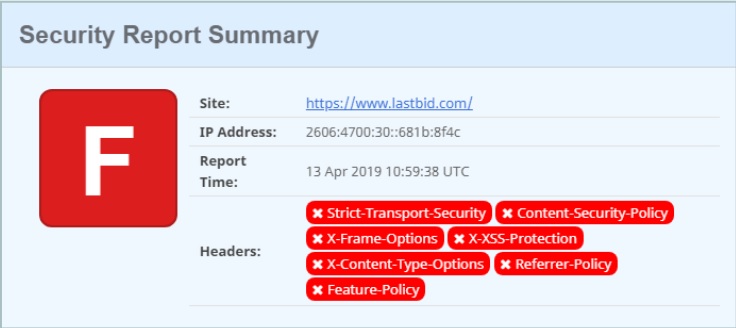 Security Report Summary
F
Site: https://www.lastbid.com/
IP Address: 2606:4700:30::681b:8f4c
Report
Time: 13 Apr 2019 10:59:38 UTC
Headers:
✖ Strict-Transport-Security ✖ Content-Security-Policy
✖ X-Frame-Options ✖ X-XSS-Protection
✖ X-Content-Type-Options ✖ Referrer-Policy
✖ Feature-Policy